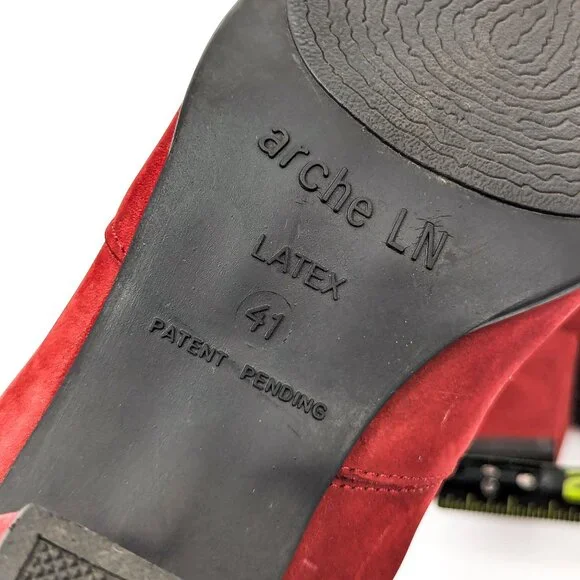 arche LN
LATEX
41
PATENT PENDING